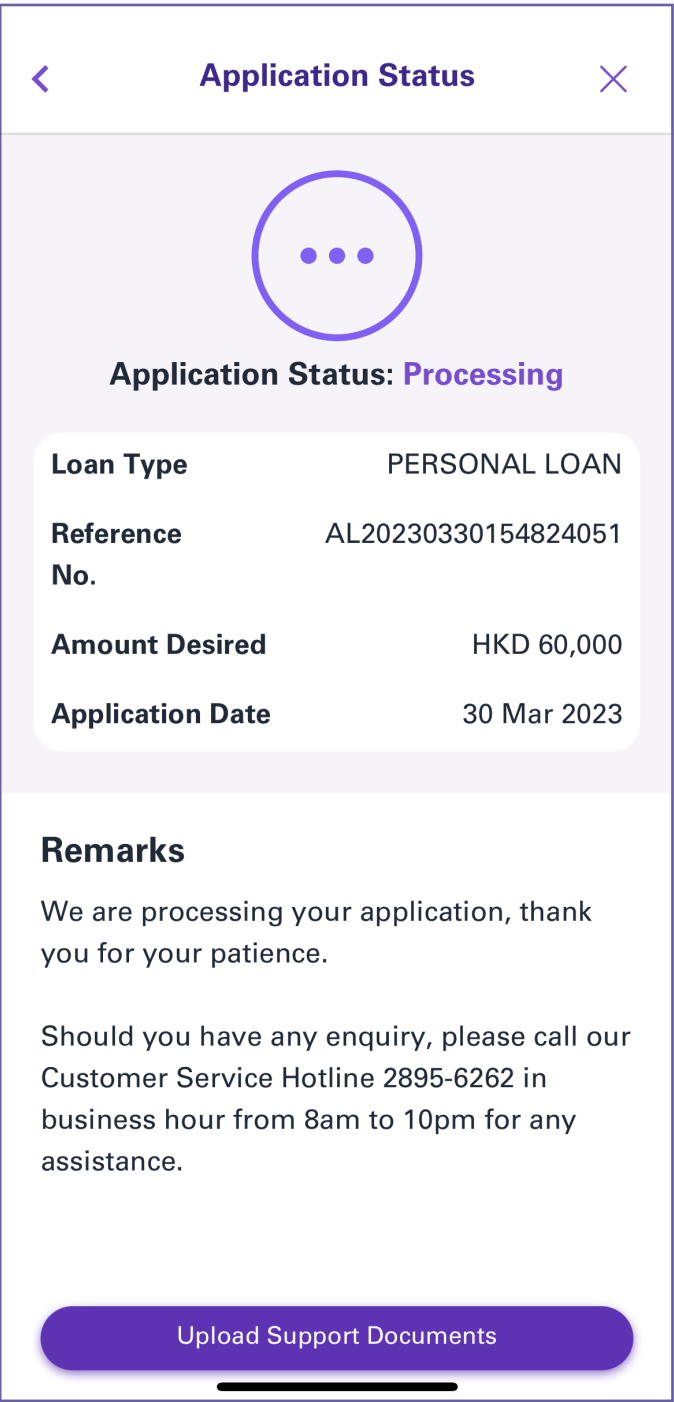 Application Status
Application Status: Processing
Loan Type PERSONAL LOAN
Reference AL20230330154824051
No.
Amount Desired HKD 60,000
Application Date 30 Mar 2023
Remarks
We are processing your application, thank
you for your patience.
Should you have any enquiry, please call our
Customer Service Hotline 2895-6262 in
business hour from 8am to 10pm for any
assistance.
Upload Support Documents